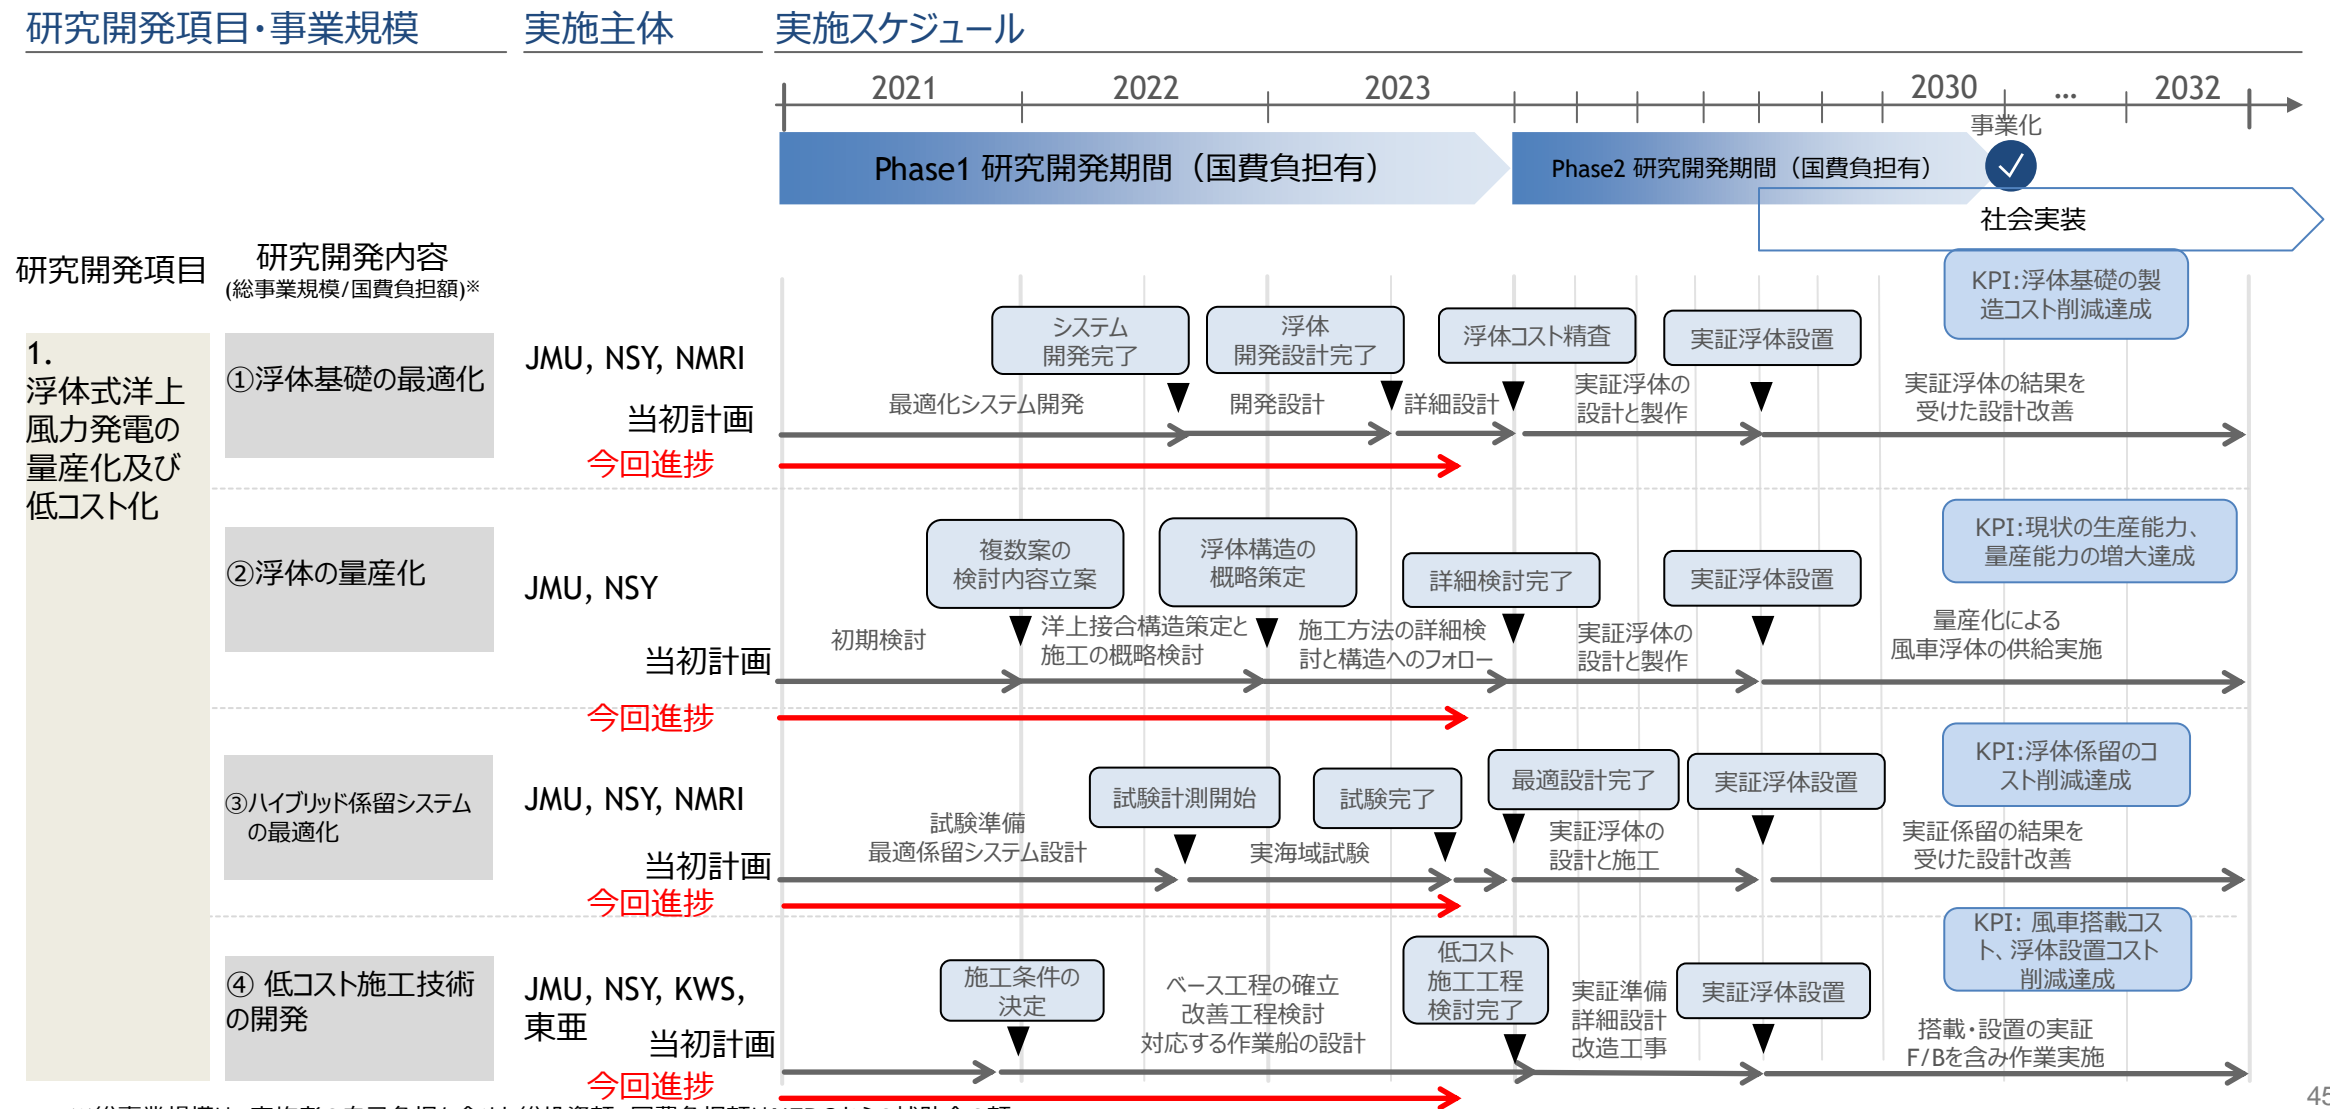 研究開発項目・事業規模
実施主体
実施スケジュール
2021
2022
2023
2030
...
2032
事業化
Phase1 研究開発期間（国費負担有）
Phase2 研究開発期間（国費負担有）
社会実装
研究開発項目
研究開発内容
(総事業規模/国費負担額)※
1.
浮体式洋上
風力発電の
量産化及び
低コスト化
①浮体基礎の最適化
JMU, NSY, NMRI
当初計画
今回進捗
システム
開発完了
浮体
開発設計完了
浮体コスト精査
実証浮体設置
KPI:浮体基礎の製
造コスト削減達成
最適化システム開発
開発設計
詳細設計
実証浮体の
設計と製作
実証浮体の結果を
受けた設計改善
②浮体の量産化
JMU, NSY
当初計画
今回進捗
複数案の
検討内容立案
浮体構造の
概略策定
詳細検討完了
実証浮体設置
KPI:現状の生産能力、
量産能力の増大達成
初期検討
洋上接合構造策定と
施工の概略検討
施工方法の詳細検
討と構造へのフォロー
実証浮体の
設計と製作
量産化による
風車浮体の供給実施
③ハイブリッド係留システム
の最適化
JMU, NSY, NMRI
当初計画
今回進捗
試験計測開始
試験完了
最適設計完了
実証浮体設置
KPI:浮体係留のコ
スト削減達成
試験準備
最適係留システム設計
実海域試験
実証浮体の
設計と施工
実証係留の結果を
受けた設計改善
④ 低コスト施工技術
の開発
JMU, NSY, KWS,
東亜
当初計画
今回進捗
施工条件の
決定
低コスト
施工工程
検討完了
実証浮体設置
KPI: 風車搭載コス
ト、浮体設置コスト
削減達成
ベース工程の確立
改善工程検討
対応する作業船の設計
実証準備
詳細設計
改造工事
搭載・設置の実証
F/Bを含み作業実施
45